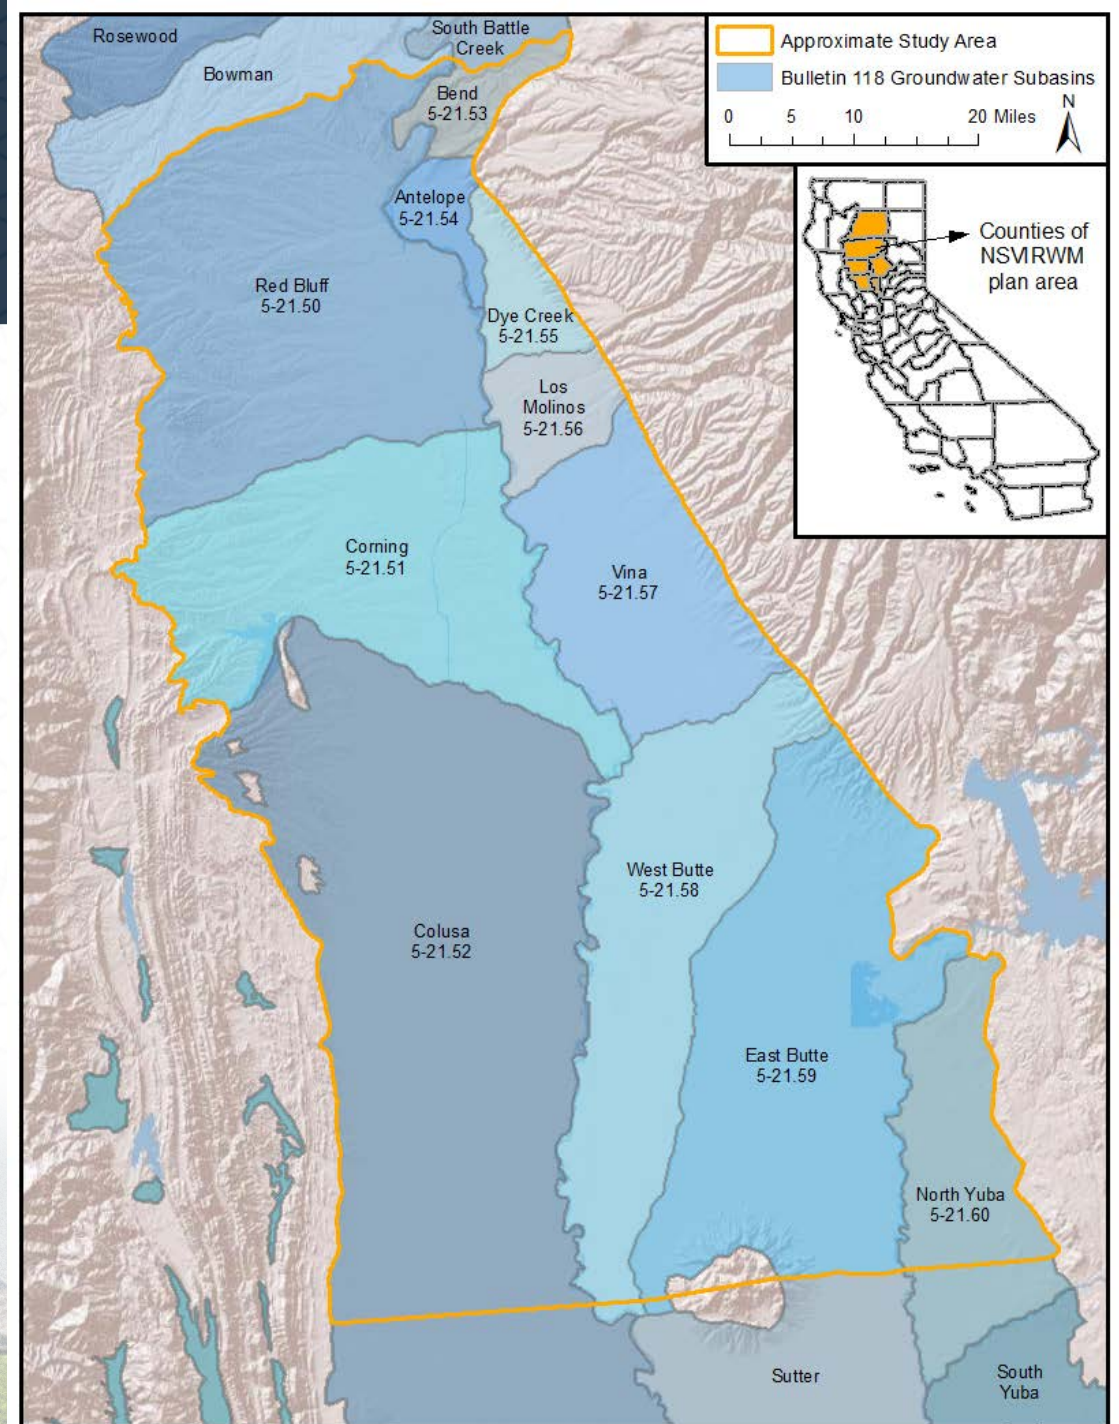 Rosewood
South Battle
Creek
Bowman
Bend
5-21.53
Approximate Study Area
Bulletin 118 Groundwater Subasins
0 5 10 20 Miles
N
Antelope
5-21.54
Counties of
NSVIRWM
plan area
Red Bluff
5-21.50
Dye Creek
5-21.55
Los
Molinos
5-21.56
Corning
5-21.51
Vina
5-21.57
West Butte
5-21.58
Colusa
5-21.52
East Butte
5-21.59
North Yuba
5-21.60
Sutter
South
Yuba